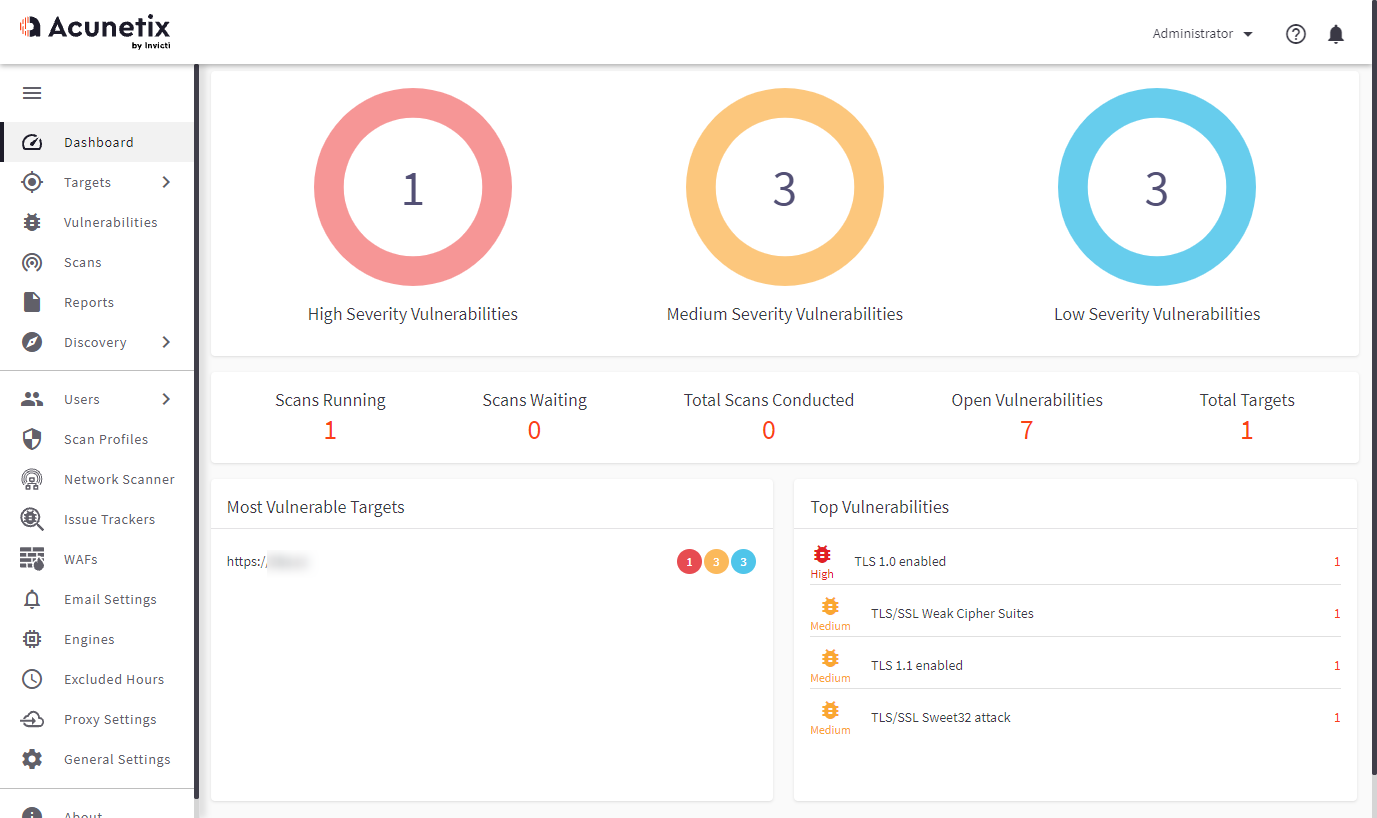 Acunetix
by Invicti
Administrator
Dashboard
Targets
Vulnerabilities
Scans
Reports
Discovery
Users
Scan Profiles
Network Scanner
Issue Trackers
WAFs
Email Settings
Engines
Excluded Hours
Proxy Settings
General Settings
About
1
High Severity Vulnerabilities
3
Medium Severity Vulnerabilities
3
Low Severity Vulnerabilities
Scans Running
1
Scans Waiting
0
Total Scans Conducted
0
Open Vulnerabilities
7
Total Targets
1
Most Vulnerable Targets
https:/ 1 3 3
Top Vulnerabilities
High TLS 1.0 enabled 1
Medium TLS/SSL Weak Cipher Suites 1
Medium TLS 1.1 enabled 1
Medium TLS/SSL Sweet32 attack 1